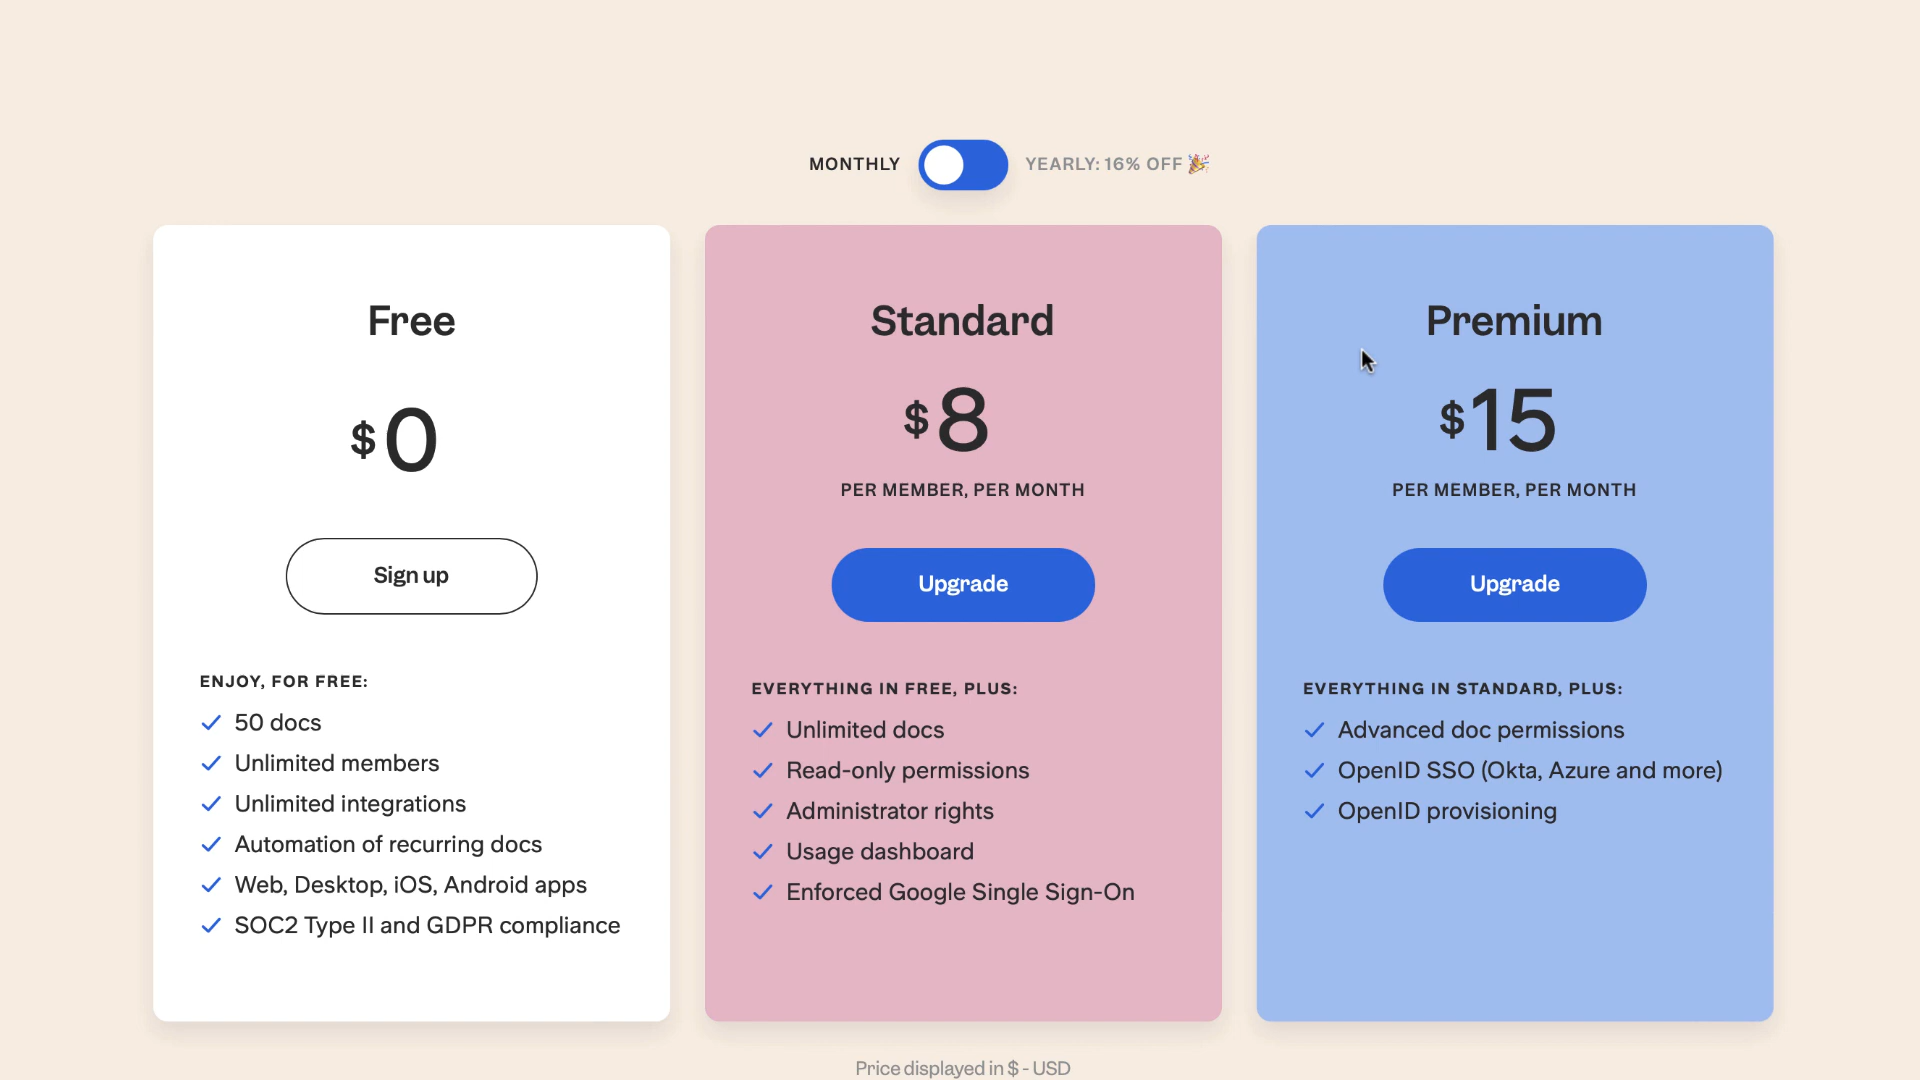 MONTHLY
YEARLY: 16% OFF 🎉
Free
$0
Sign up
ENJOY, FOR FREE:
50 docs
Unlimited members
Unlimited integrations
Automation of recurring docs
Web, Desktop, iOS, Android apps
SOC2 Type II and GDPR compliance
Standard
$8
PER MEMBER, PER MONTH
Upgrade
EVERYTHING IN FREE, PLUS:
Unlimited docs
Read-only permissions
Administrator rights
Usage dashboard
Enforced Google Single Sign-On
Premium
$15
PER MEMBER, PER MONTH
Upgrade
EVERYTHING IN STANDARD, PLUS:
Advanced doc permissions
OpenID SSO (Okta, Azure and more)
OpenID provisioning
Price displayed in $ - USD